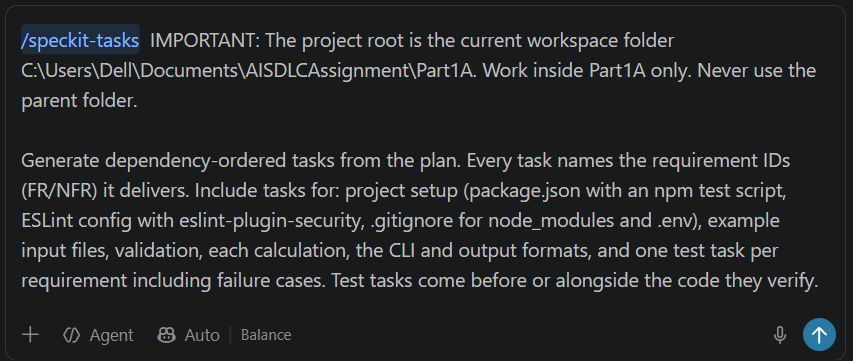 /speckit-tasks IMPORTANT: The project root is the current workspace folder
C:\Users\Dell\Documents\AISDLCAssignment\Part1A. Work inside Part1A only. Never use the
parent folder.
Generate dependency-ordered tasks from the plan. Every task names the requirement IDs
(FR/NFR) it delivers. Include tasks for: project setup (package.json with an npm test script,
ESLint config with eslint-plugin-security, .gitignore for node_modules and .env), example
input files, validation, each calculation, the CLI and output formats, and one test task per
requirement including failure cases. Test tasks come before or alongside the code they verify.
Agent Auto Balance